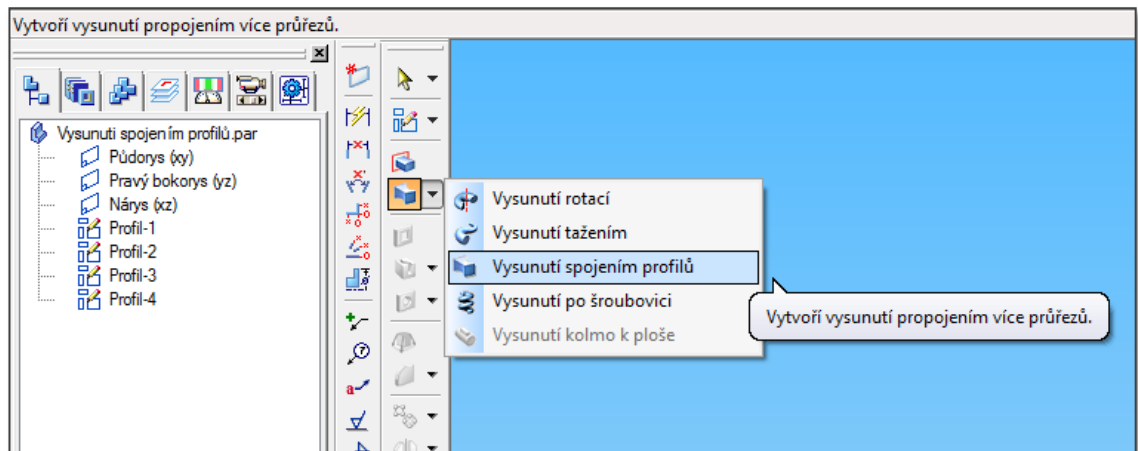 Vytvoří vysunutí propojením více průřezů.
Vysunuti spojením profilů.par
Půdorys (xy)
Pravý bokorys (yz)
Nárys (xz)
Profil-1
Profil-2
Profil-3
Profil-4
Vysunutí rotací
Vysunutí tažením
Vysunutí spojením profilů
Vysunutí po šroubovici
Vysunutí kolmo k ploše
Vytvoří vysunutí propojením více průřezů.